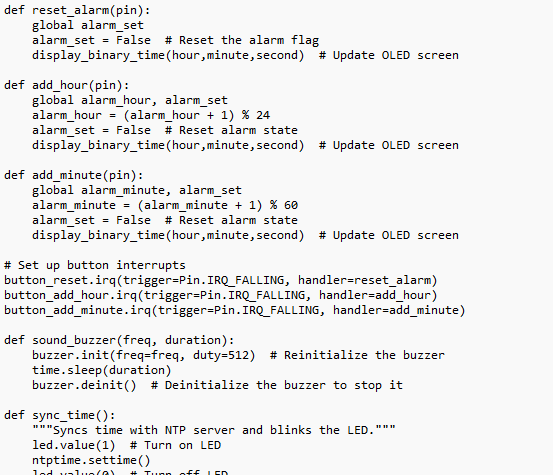 def reset_alarm(pin):
    global alarm_set
    alarm_set = False  # Reset the alarm flag
    display_binary_time(hour,minute,second)  # Update OLED screen

def add_hour(pin):
    global alarm_hour, alarm_set
    alarm_hour = (alarm_hour + 1) % 24
    alarm_set = False  # Reset alarm state
    display_binary_time(hour,minute,second)  # Update OLED screen

def add_minute(pin):
    global alarm_minute, alarm_set
    alarm_minute = (alarm_minute + 1) % 60
    alarm_set = False  # Reset alarm state
    display_binary_time(hour,minute,second)  # Update OLED screen

# Set up button interrupts
button_reset.irq(trigger=Pin.IRQ_FALLING, handler=reset_alarm)
button_add_hour.irq(trigger=Pin.IRQ_FALLING, handler=add_hour)
button_add_minute.irq(trigger=Pin.IRQ_FALLING, handler=add_minute)

def sound_buzzer(freq, duration):
    buzzer.init(freq=freq, duty=512)  # Reinitialize the buzzer
    time.sleep(duration)
    buzzer.deinit()  # Deinitialize the buzzer to stop it

def sync_time():
    """Syncs time with NTP server and blinks the LED."""
    led.value(1)  # Turn on LED
    ntptime.settime()
    led.value(0)  # Turn off LED